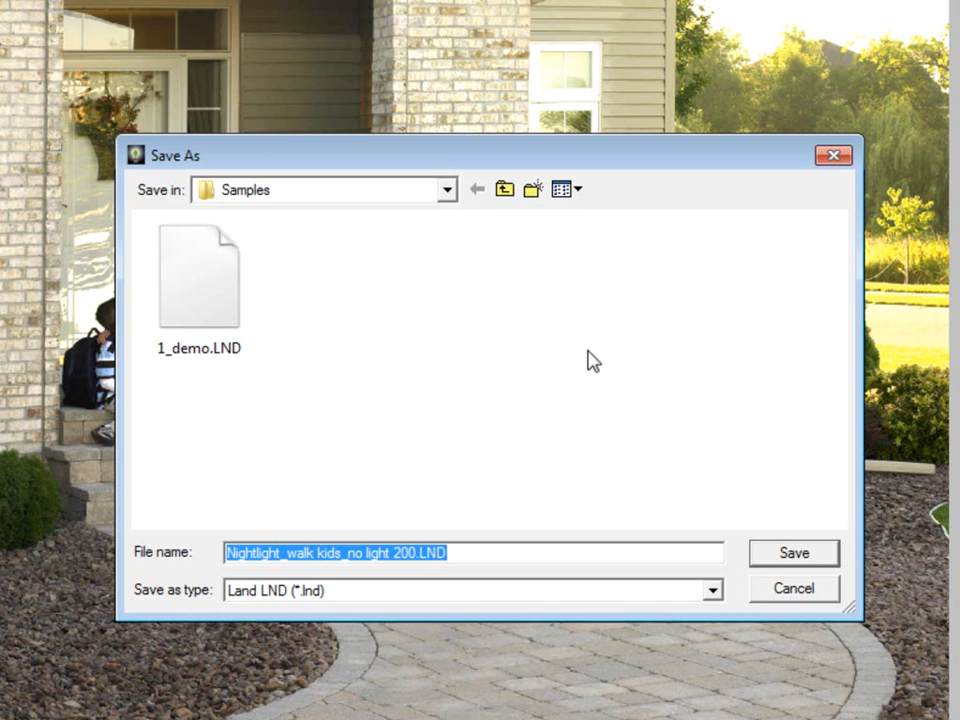 Save As
Save in: Samples
1_demo.LND
File name: Nightlight_walk kids_no light 200.LND Save
Save as type: Land LND (*.lnd) Cancel